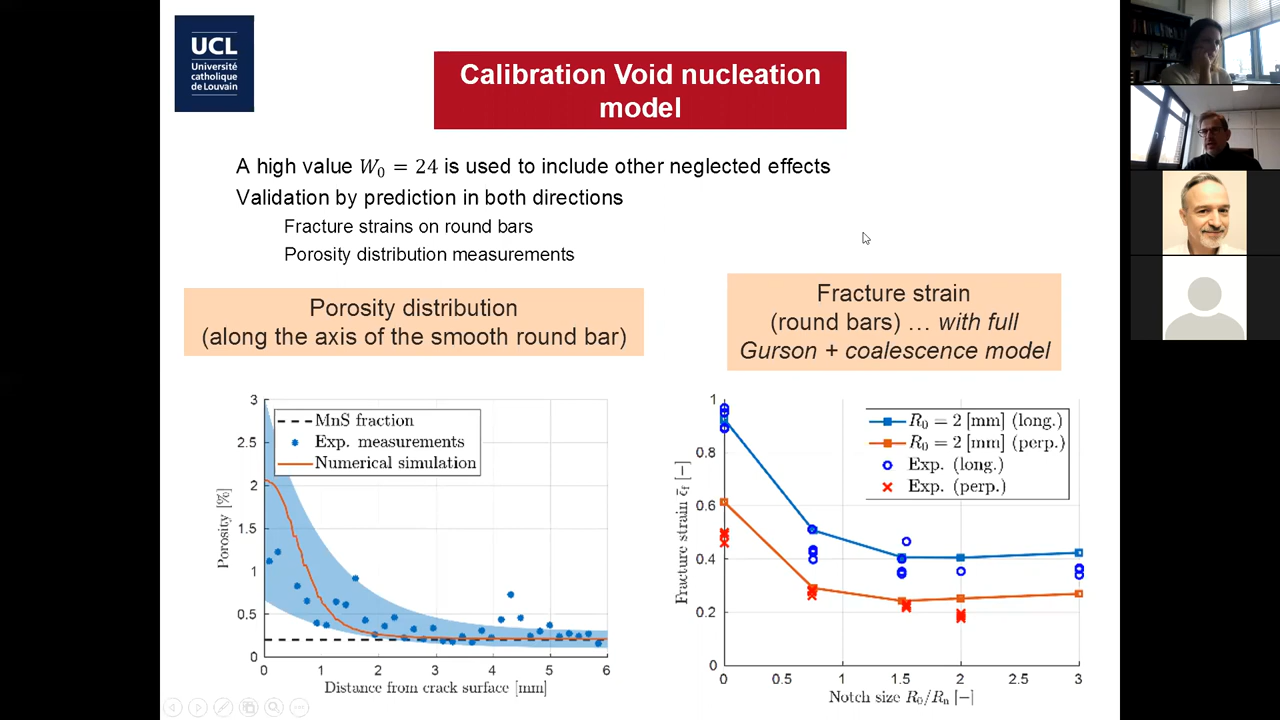 UCL
Université
catholique
de Louvain
Calibration Void nucleation
model
A high value W₀ = 24 is used to include other neglected effects
Validation by prediction in both directions
Fracture strains on round bars
Porosity distribution measurements
Porosity distribution
(along the axis of the smooth round bar)
Fracture strain
(round bars) … with full
Gurson + coalescence model
3
2.5
2
1.5
1
0.5
0
Porosity [%]
MnS fraction
Exp. measurements
Numerical simulation
0 1 2 3 4 5 6
Distance from crack surface [mm]
1
0.8
0.6
0.4
0.2
0
Fracture strain ε̄f [−]
R₀ = 2 [mm] (long.)
R₀ = 2 [mm] (perp.)
Exp. (long.)
Exp. (perp.)
0 0.5 1 1.5 2 2.5 3
Notch size R₀/Rₙ [−]